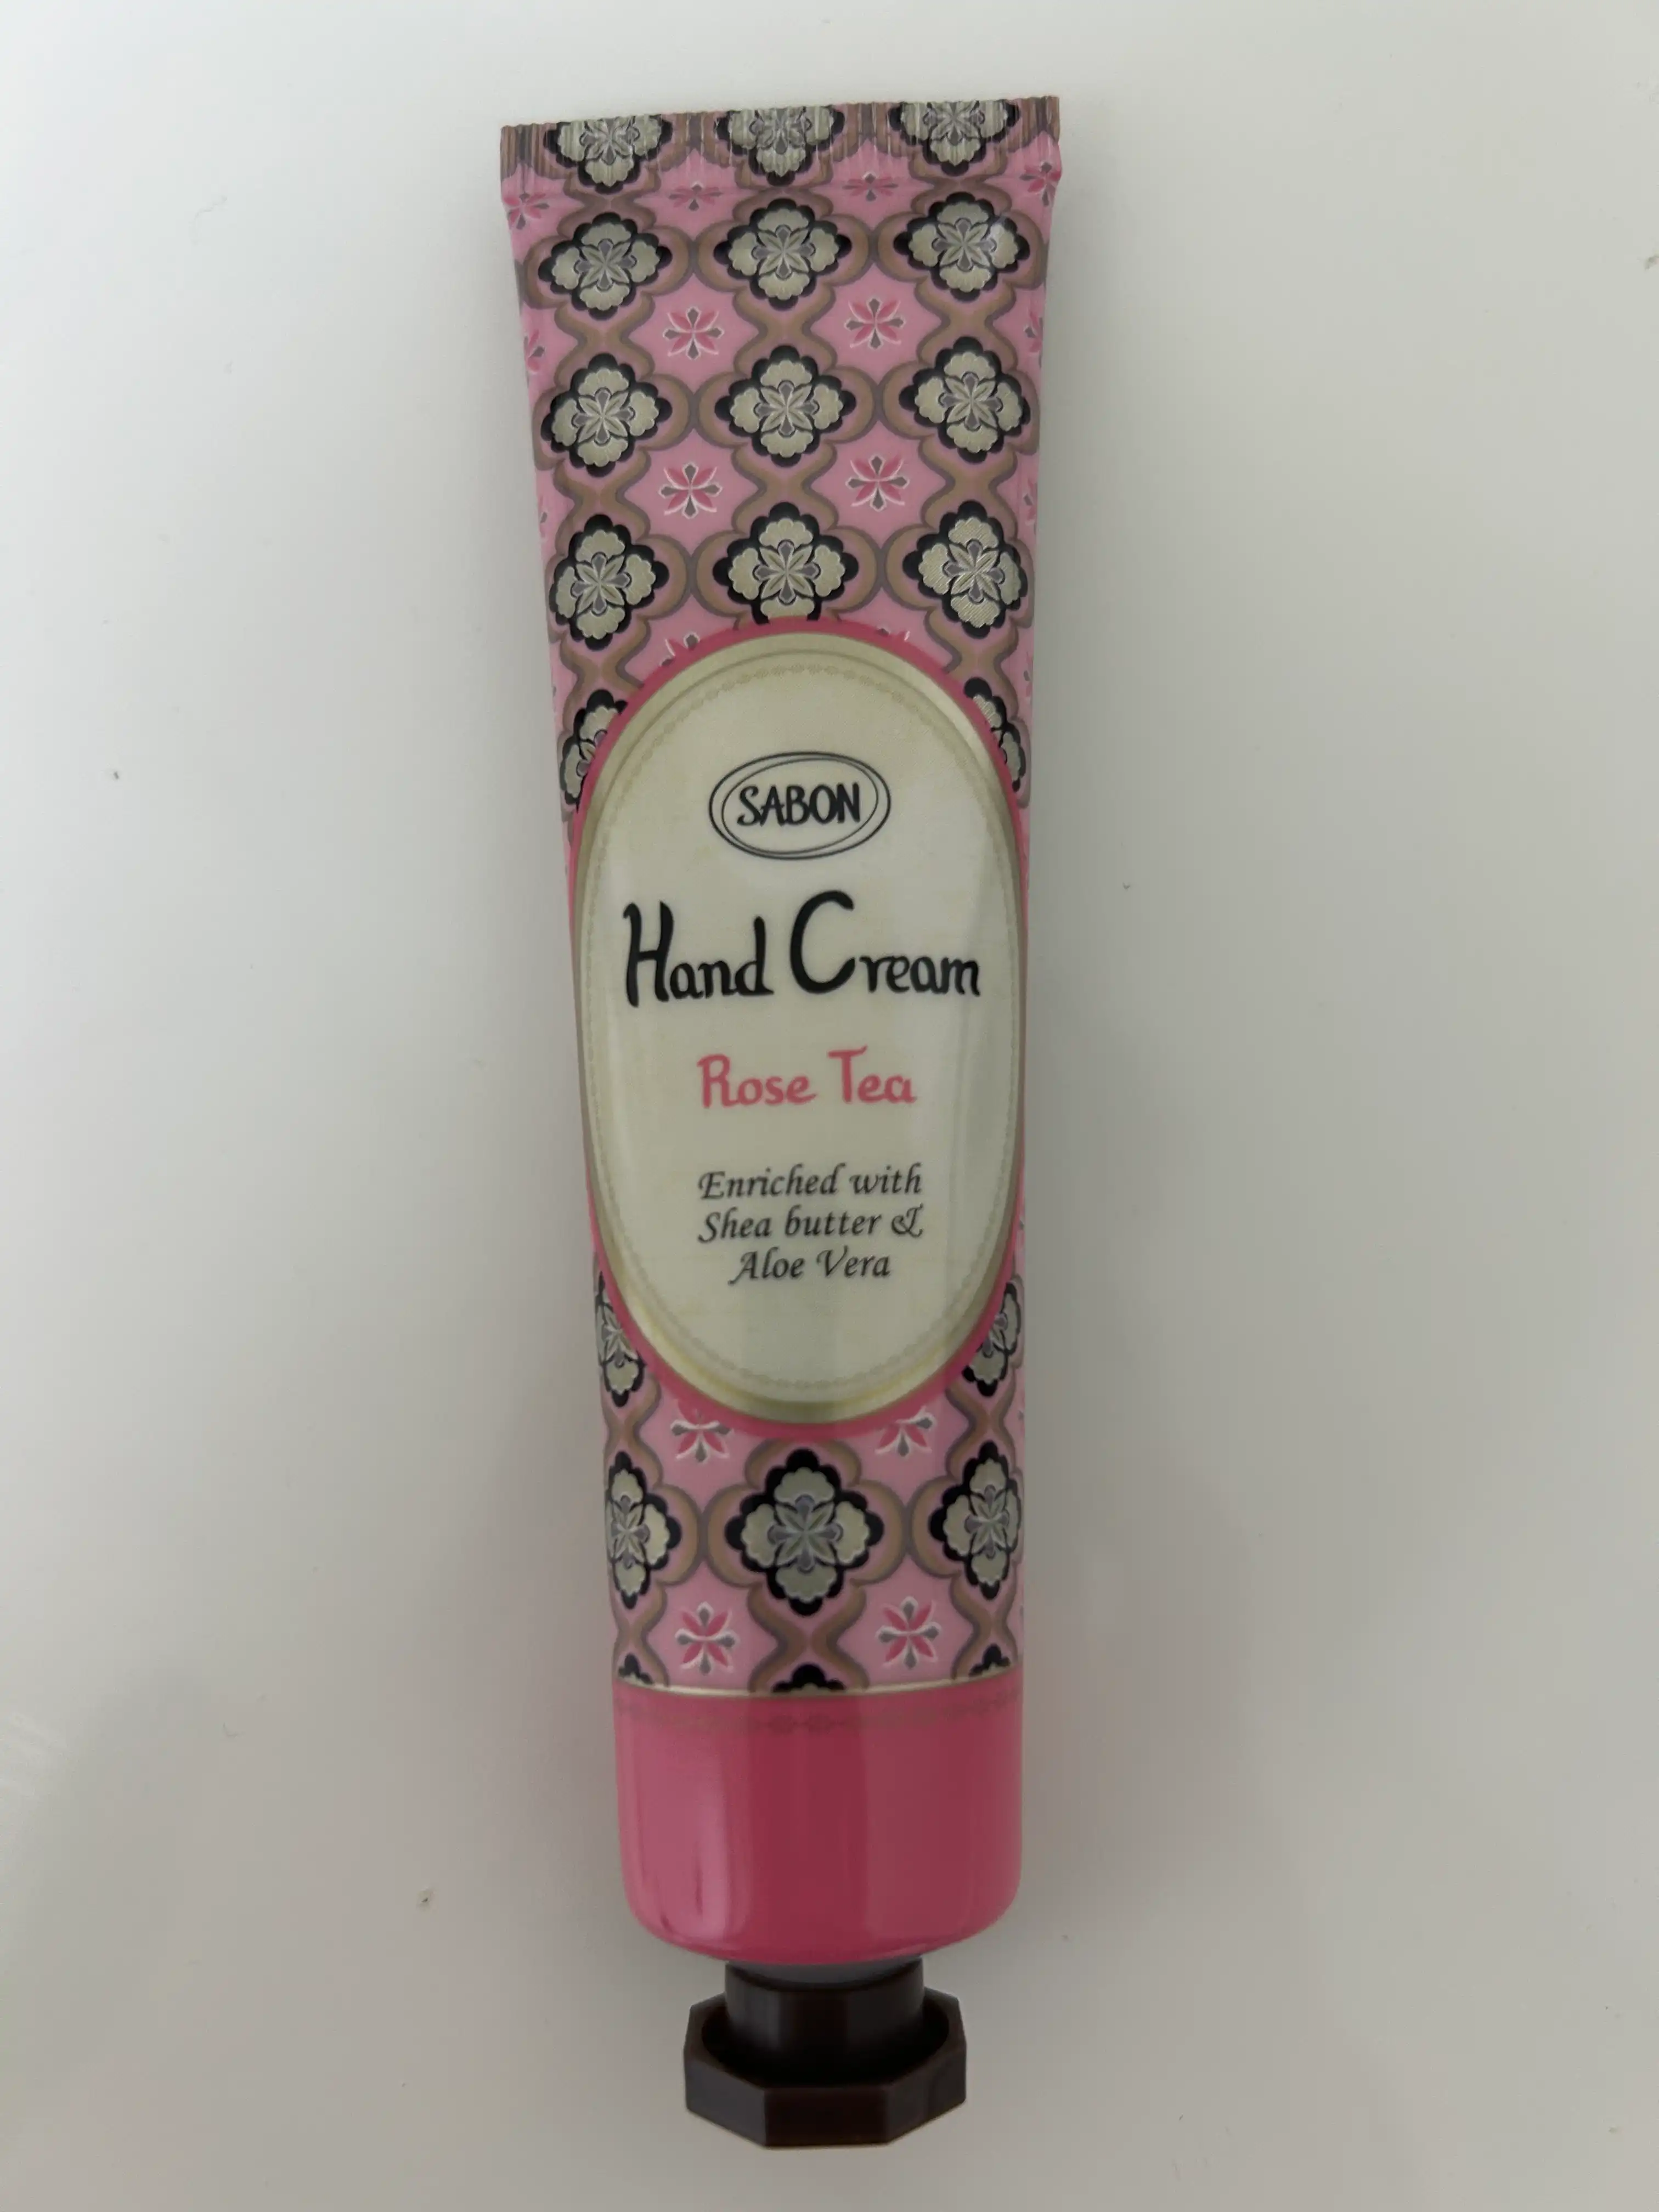 SABON
Hand Cream
Rose Tea
Enriched with
Shea butter &
Aloe Vera